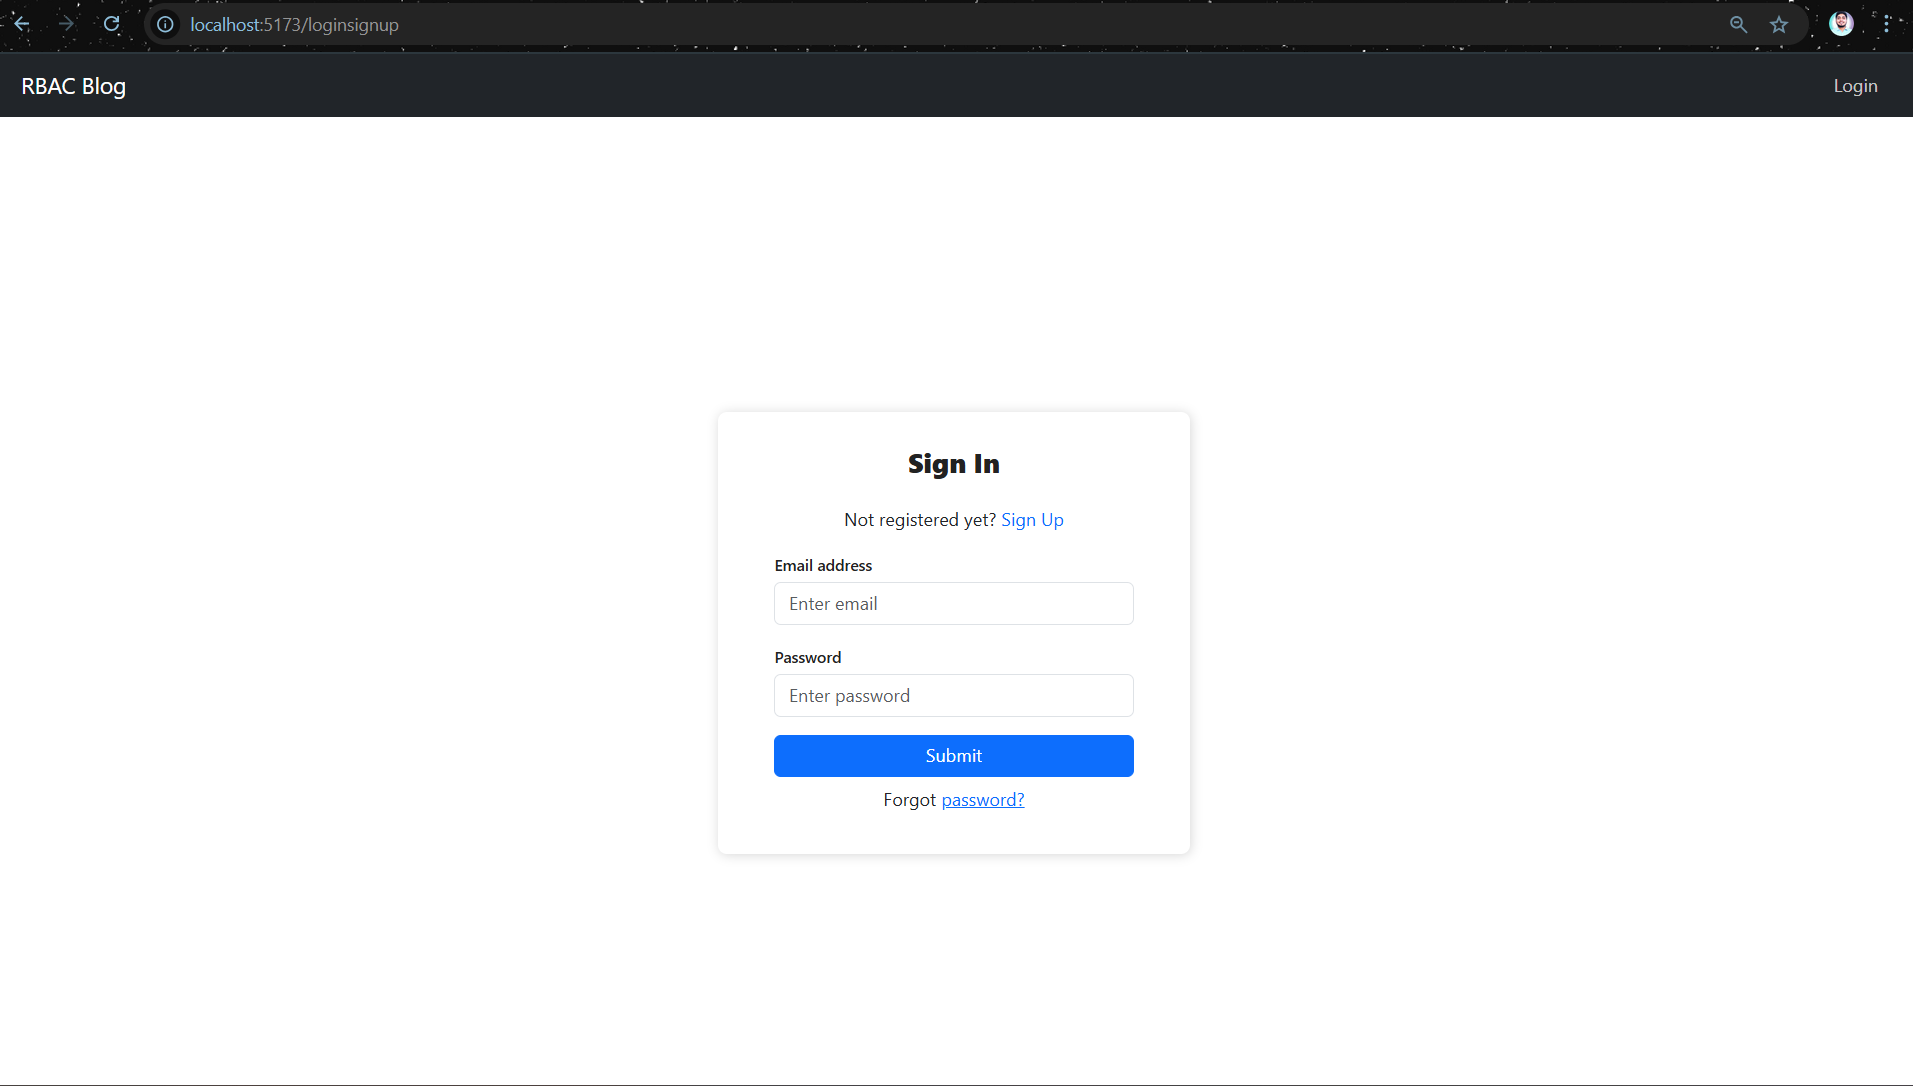 localhost:5173/loginsignup
RBAC Blog
Login
Sign In
Not registered yet? Sign Up
Email address
Enter email
Password
Enter password
Submit
Forgot password?